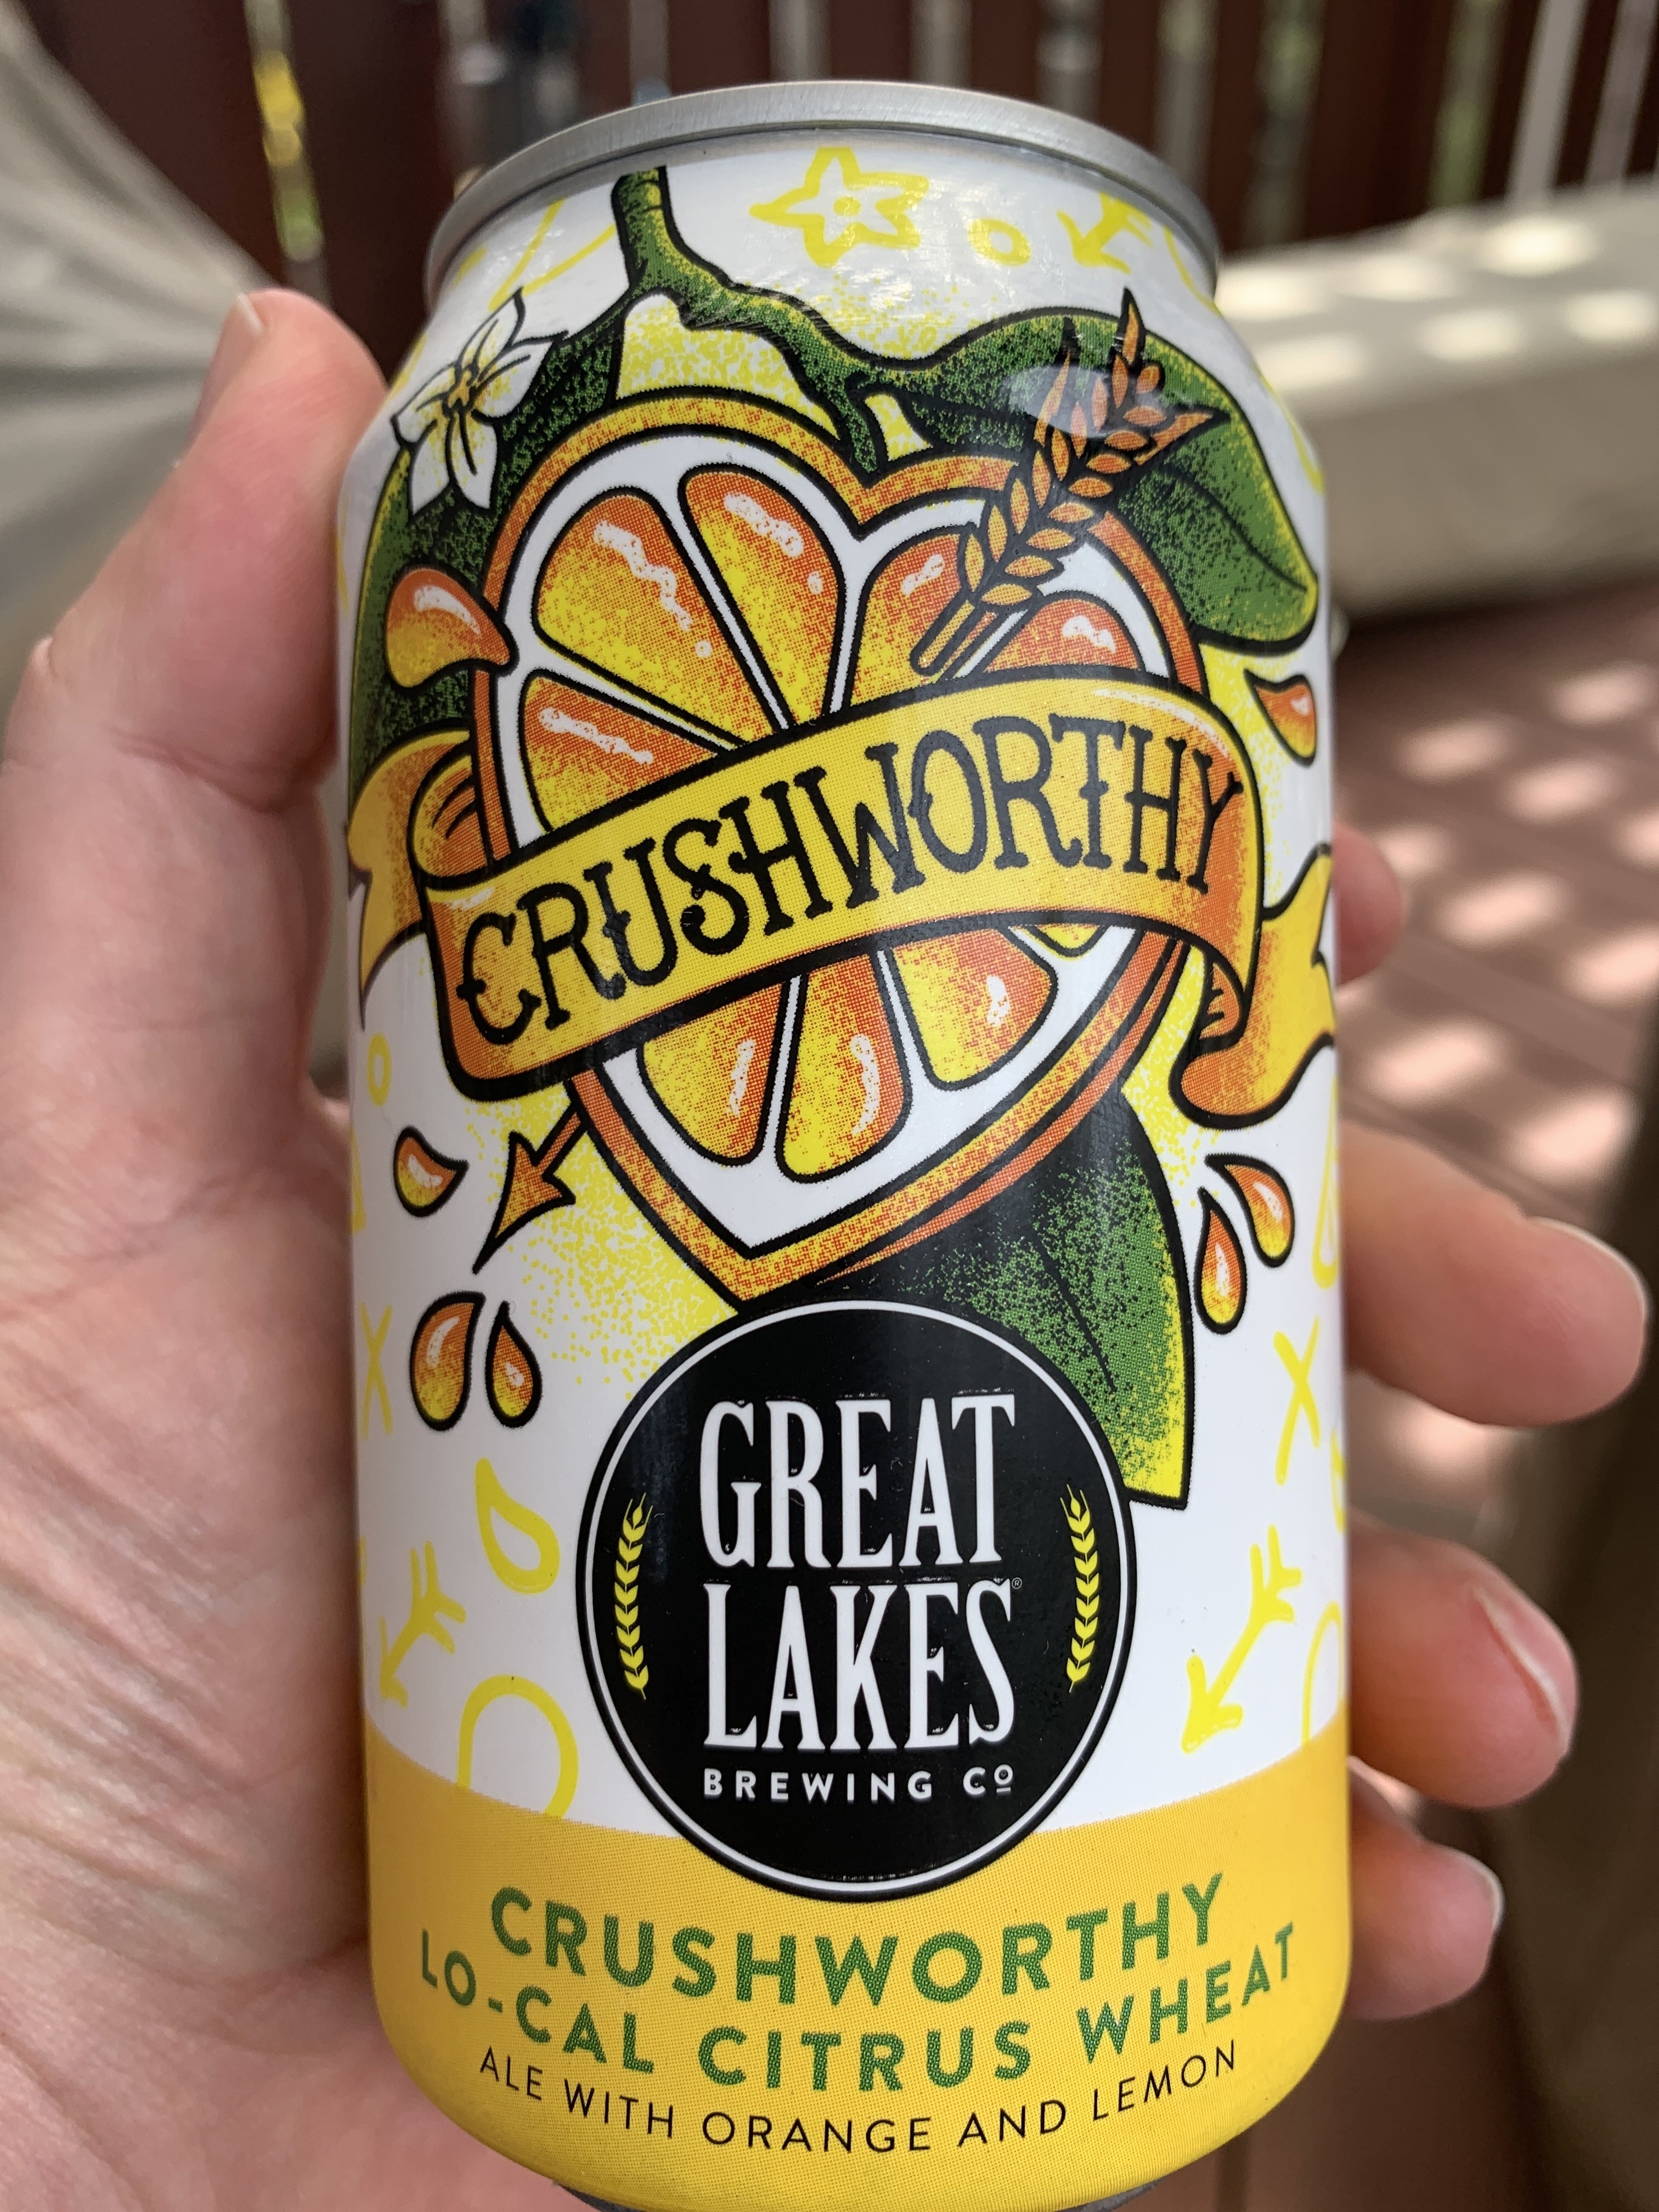 CRUSHWORTHY
GREAT
LAKES®
BREWING Cº
CRUSHWORTHY
LO-CAL CITRUS WHEAT
ALE WITH ORANGE AND LEMON